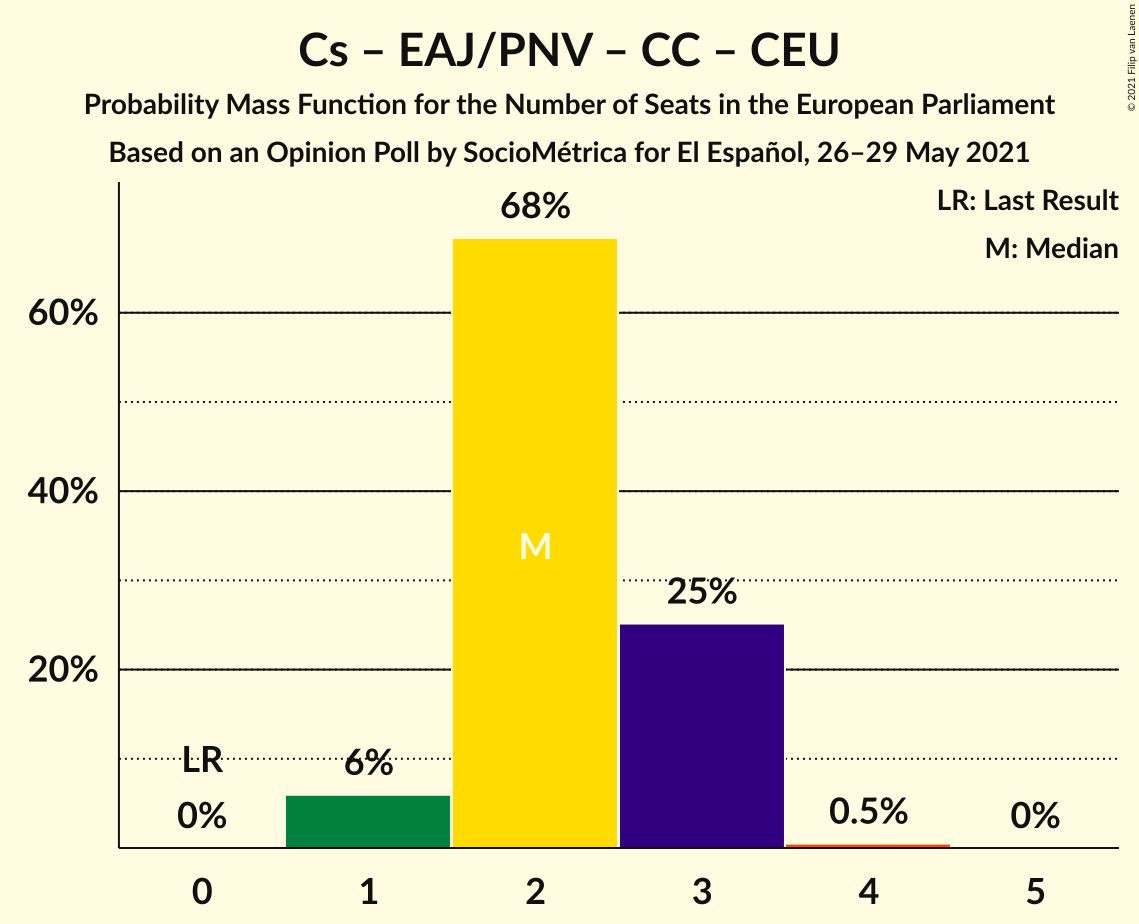 Cs – EAJ/PNV – CC – CEU
Probability Mass Function for the Number of Seats in the European Parliament
Based on an Opinion Poll by SocioMétrica for El Español, 26–29 May 2021
© 2021 Filip van Laenen
LR: Last Result
M: Median
68%
60%
40%
M
25%
20%
LR
6%
0%
0.5%
0%
0 1 2 3 4 5